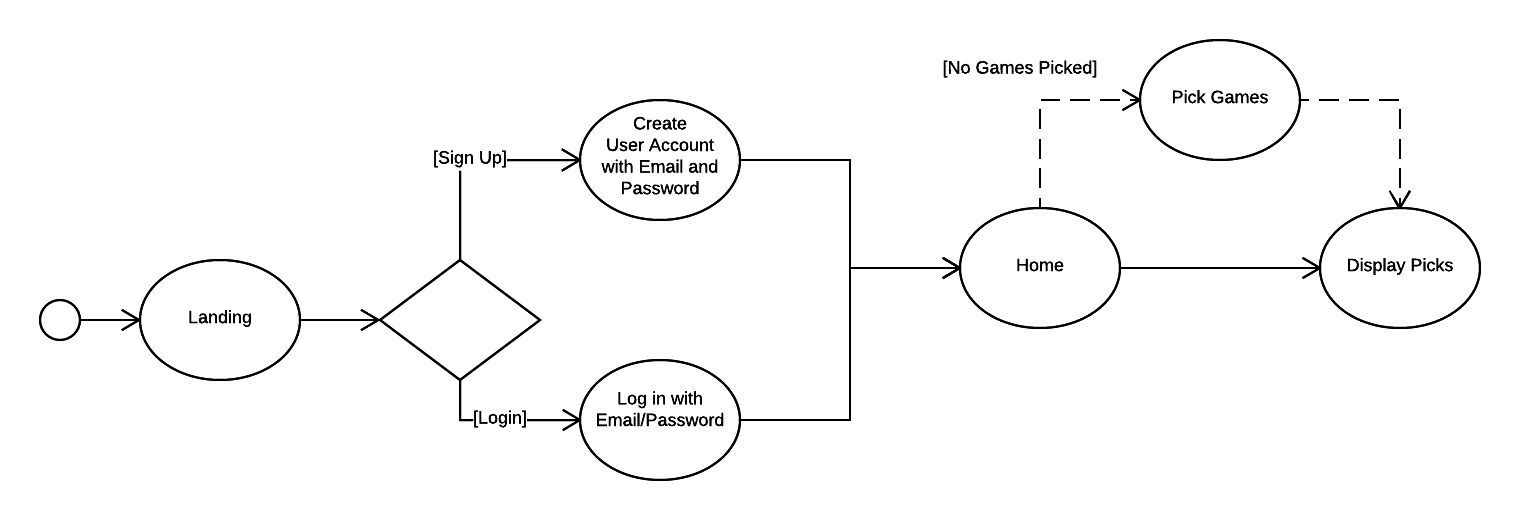 [No Games Picked]
Pick Games
Create
User Account
with Email and
Password
[Sign Up]
Home
Display Picks
Landing
Log in with
Email/Password
[Login]